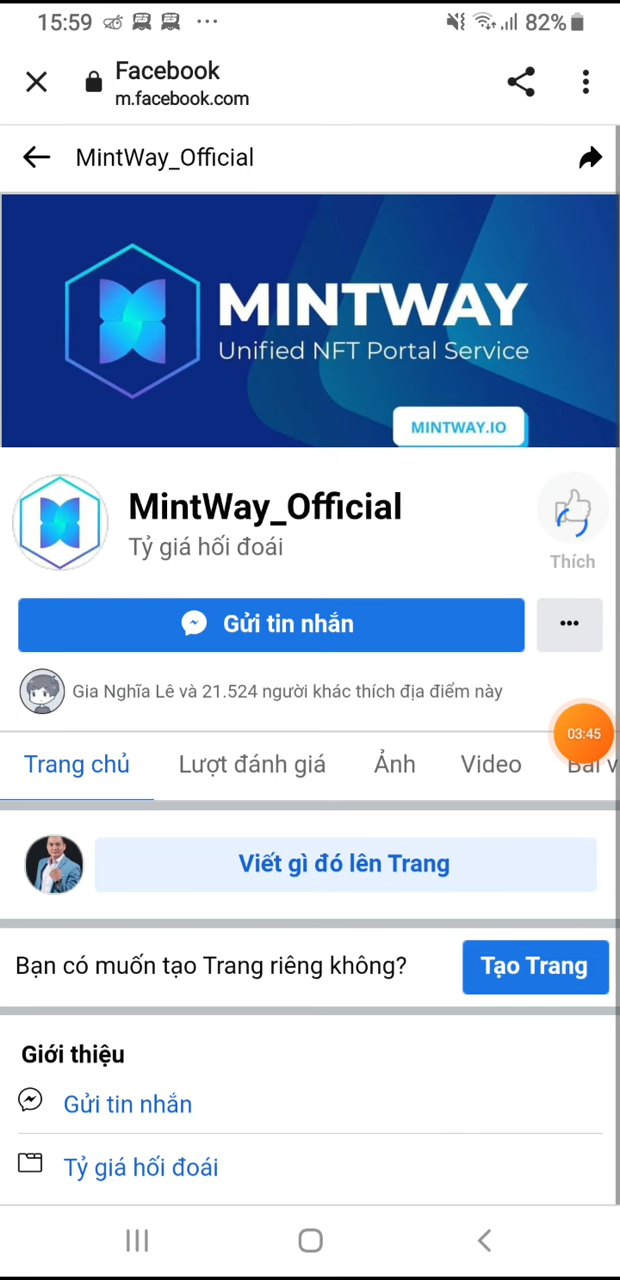 15:59 ... 82%
Facebook
m.facebook.com
MintWay_Official
MINTWAY
Unified NFT Portal Service
MINTWAY.IO
MintWay_Official
Tỷ giá hối đoái
Thích
Gửi tin nhắn
Gia Nghĩa Lê và 21.524 người khác thích địa điểm này
03:45
Trang chủ Lượt đánh giá Ảnh Video Bài v
Viết gì đó lên Trang
Bạn có muốn tạo Trang riêng không? Tạo Trang
Giới thiệu
Gửi tin nhắn
Tỷ giá hối đoái